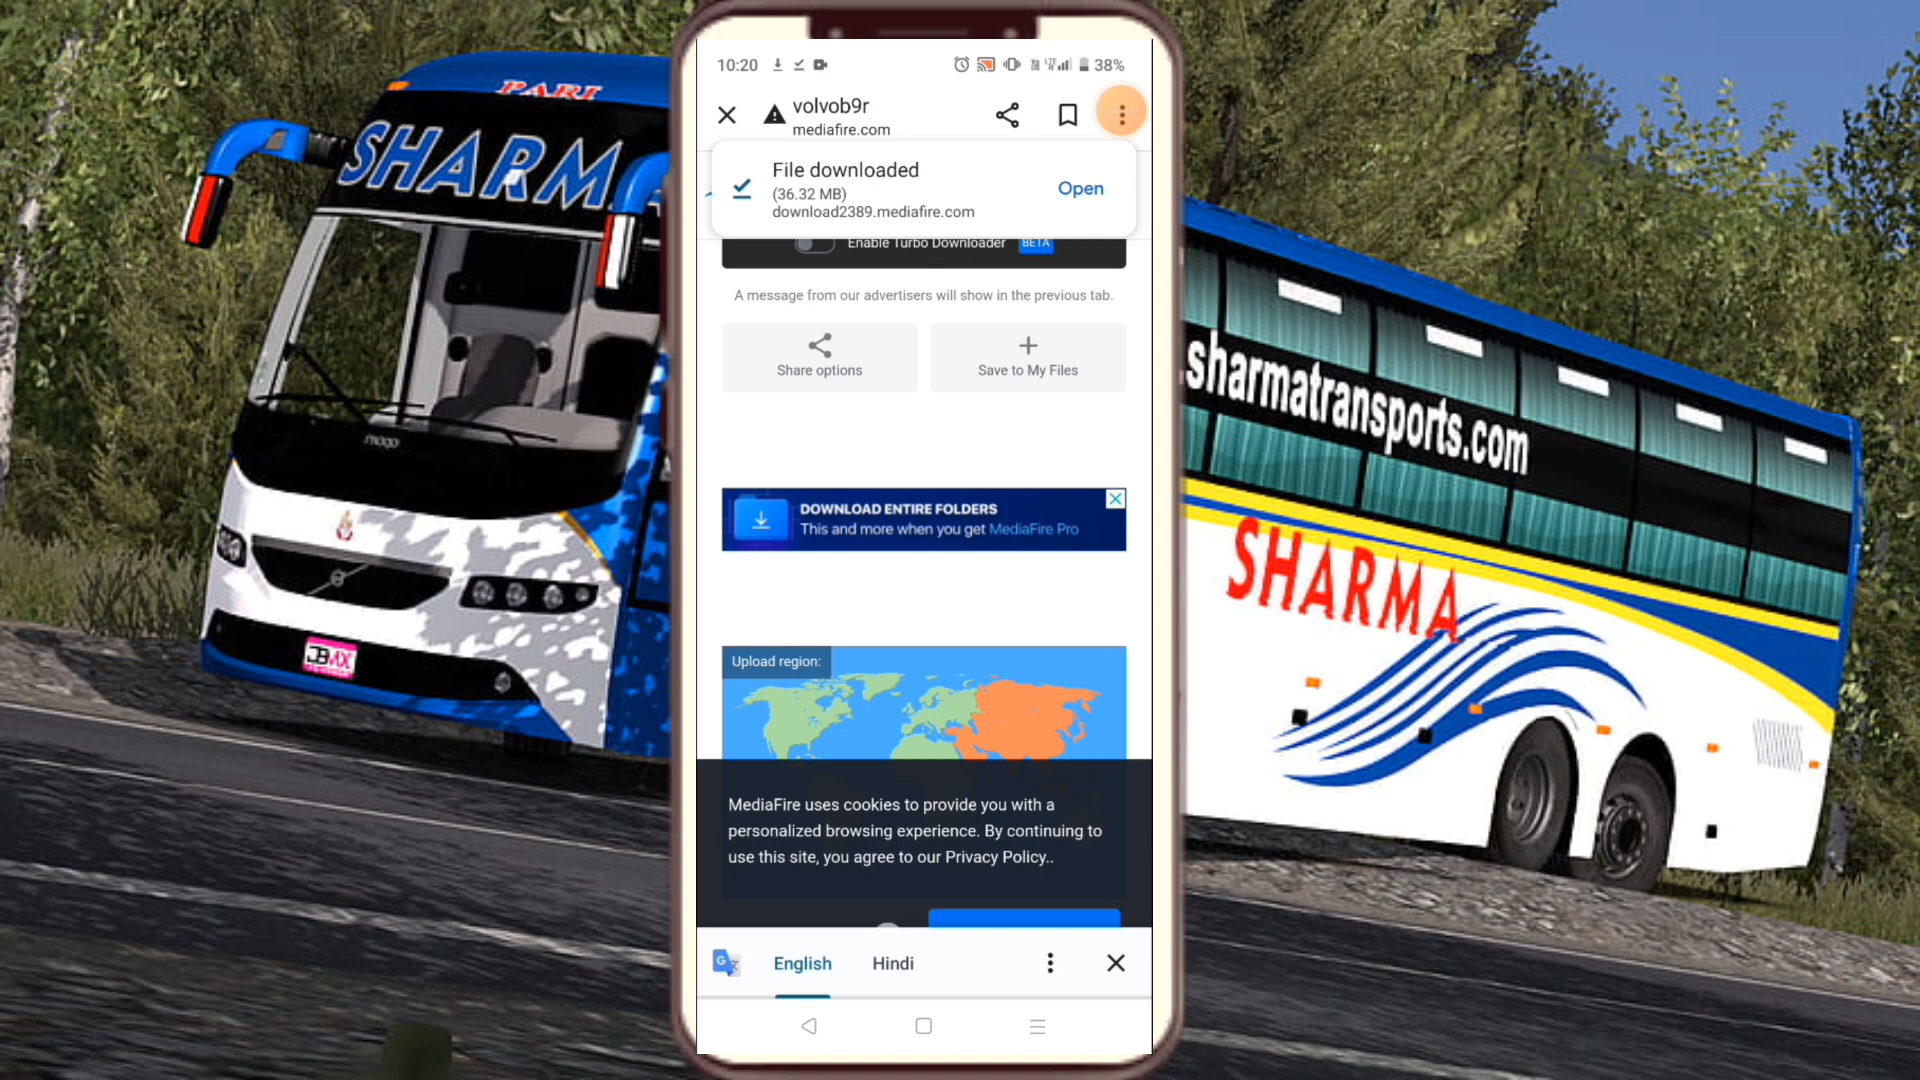 PARI
SHARMA
mago
10:20
38%
volvob9r
mediafire.com
File downloaded
(36.32 MB)
download2389.mediafire.com
Open
Enable Turbo Downloader BETA
A message from our advertisers will show in the previous tab.
Share options
Save to My Files
DOWNLOAD ENTIRE FOLDERS
This and more when you get MediaFire Pro
Upload region:
MediaFire uses cookies to provide you with a
personalized browsing experience. By continuing to
use this site, you agree to our Privacy Policy..
English
Hindi
.sharmatransports.com
SHARMA